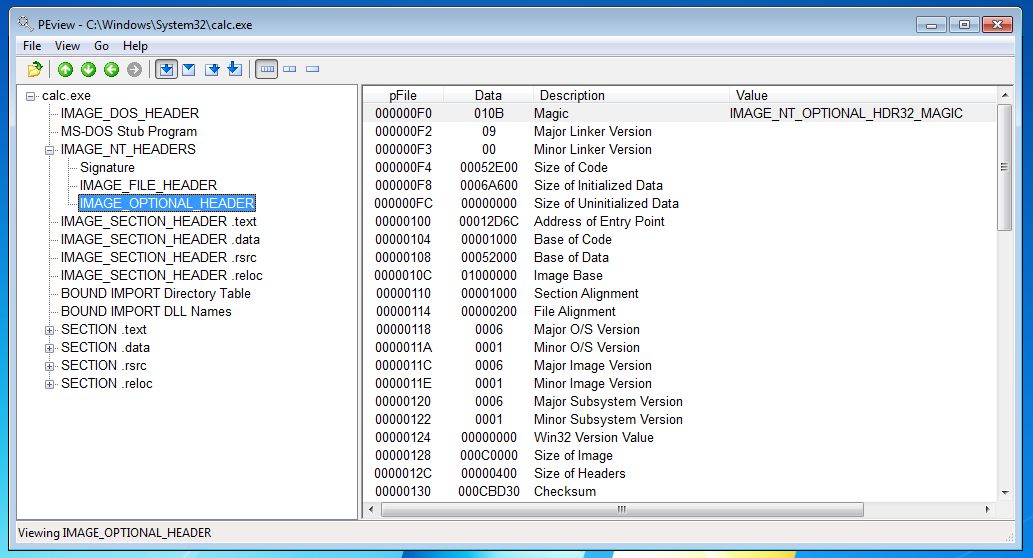 PEview - C:\Windows\System32\calc.exe
File View Go Help
calc.exe
IMAGE_DOS_HEADER
MS-DOS Stub Program
IMAGE_NT_HEADERS
Signature
IMAGE_FILE_HEADER
IMAGE_OPTIONAL_HEADER
IMAGE_SECTION_HEADER .text
IMAGE_SECTION_HEADER .data
IMAGE_SECTION_HEADER .rsrc
IMAGE_SECTION_HEADER .reloc
BOUND IMPORT Directory Table
BOUND IMPORT DLL Names
SECTION .text
SECTION .data
SECTION .rsrc
SECTION .reloc
pFile Data Description Value
000000F0 010B Magic IMAGE_NT_OPTIONAL_HDR32_MAGIC
000000F2 09 Major Linker Version
000000F3 00 Minor Linker Version
000000F4 00052E00 Size of Code
000000F8 0006A600 Size of Initialized Data
000000FC 00000000 Size of Uninitialized Data
00000100 00012D6C Address of Entry Point
00000104 00001000 Base of Code
00000108 00052000 Base of Data
0000010C 01000000 Image Base
00000110 00001000 Section Alignment
00000114 00000200 File Alignment
00000118 0006 Major O/S Version
0000011A 0001 Minor O/S Version
0000011C 0006 Major Image Version
0000011E 0001 Minor Image Version
00000120 0006 Major Subsystem Version
00000122 0001 Minor Subsystem Version
00000124 00000000 Win32 Version Value
00000128 000C0000 Size of Image
0000012C 00000400 Size of Headers
00000130 000CBD30 Checksum
Viewing IMAGE_OPTIONAL_HEADER